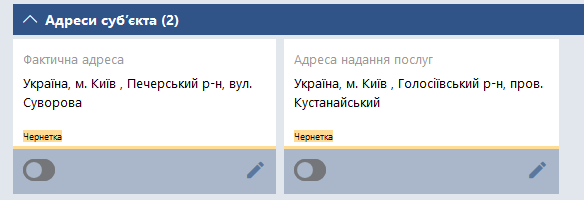 Адреси суб’єкта (2)
Фактична адреса
Україна, м. Київ , Печерський р-н, вул.
Суворова
Чернетка
Адреса надання послуг
Україна, м. Київ , Голосіївський р-н, пров.
Кустанайський
Чернетка